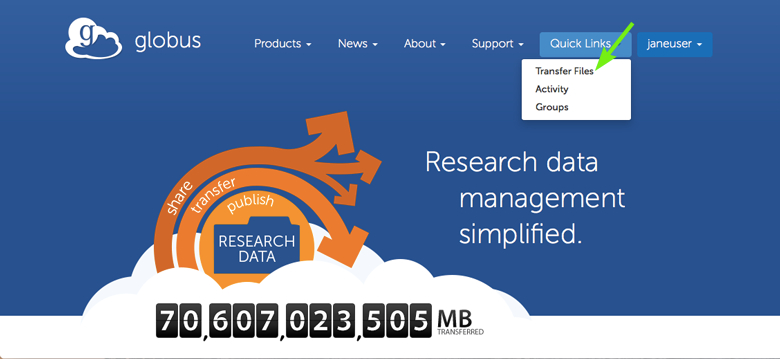 g
globus
Products News About Support Quick Links janeuser
Transfer Files
Activity
Groups
share
transfer
publish
RESEARCH
DATA
Research data
management
simplified.
70,607,023,505 MB
TRANSFERRED